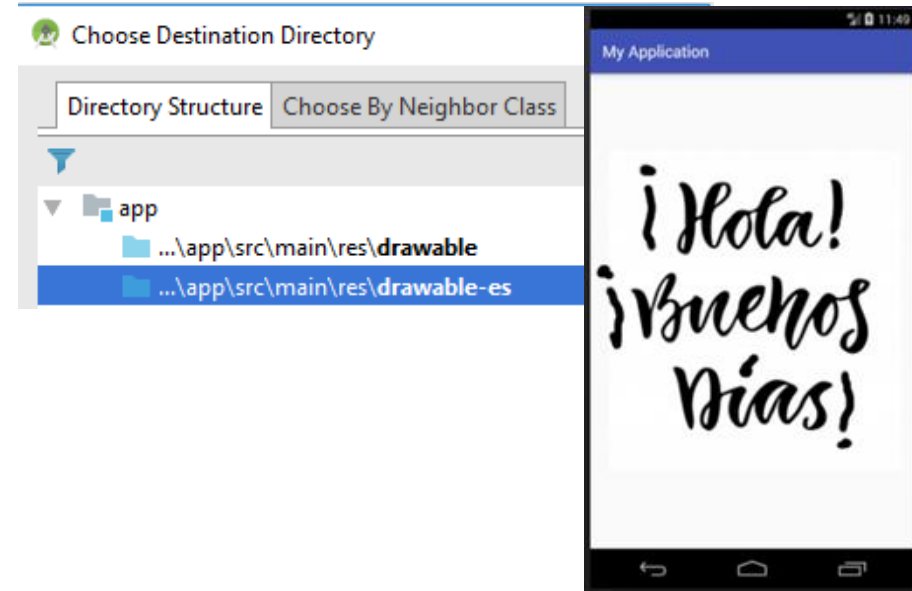 Choose Destination Directory
Directory Structure
Choose By Neighbor Class
app
...\app\src\main\res\drawable
...\app\src\main\res\drawable-es
11:49
My Application
¡Hola!
¡Buenos
Días!